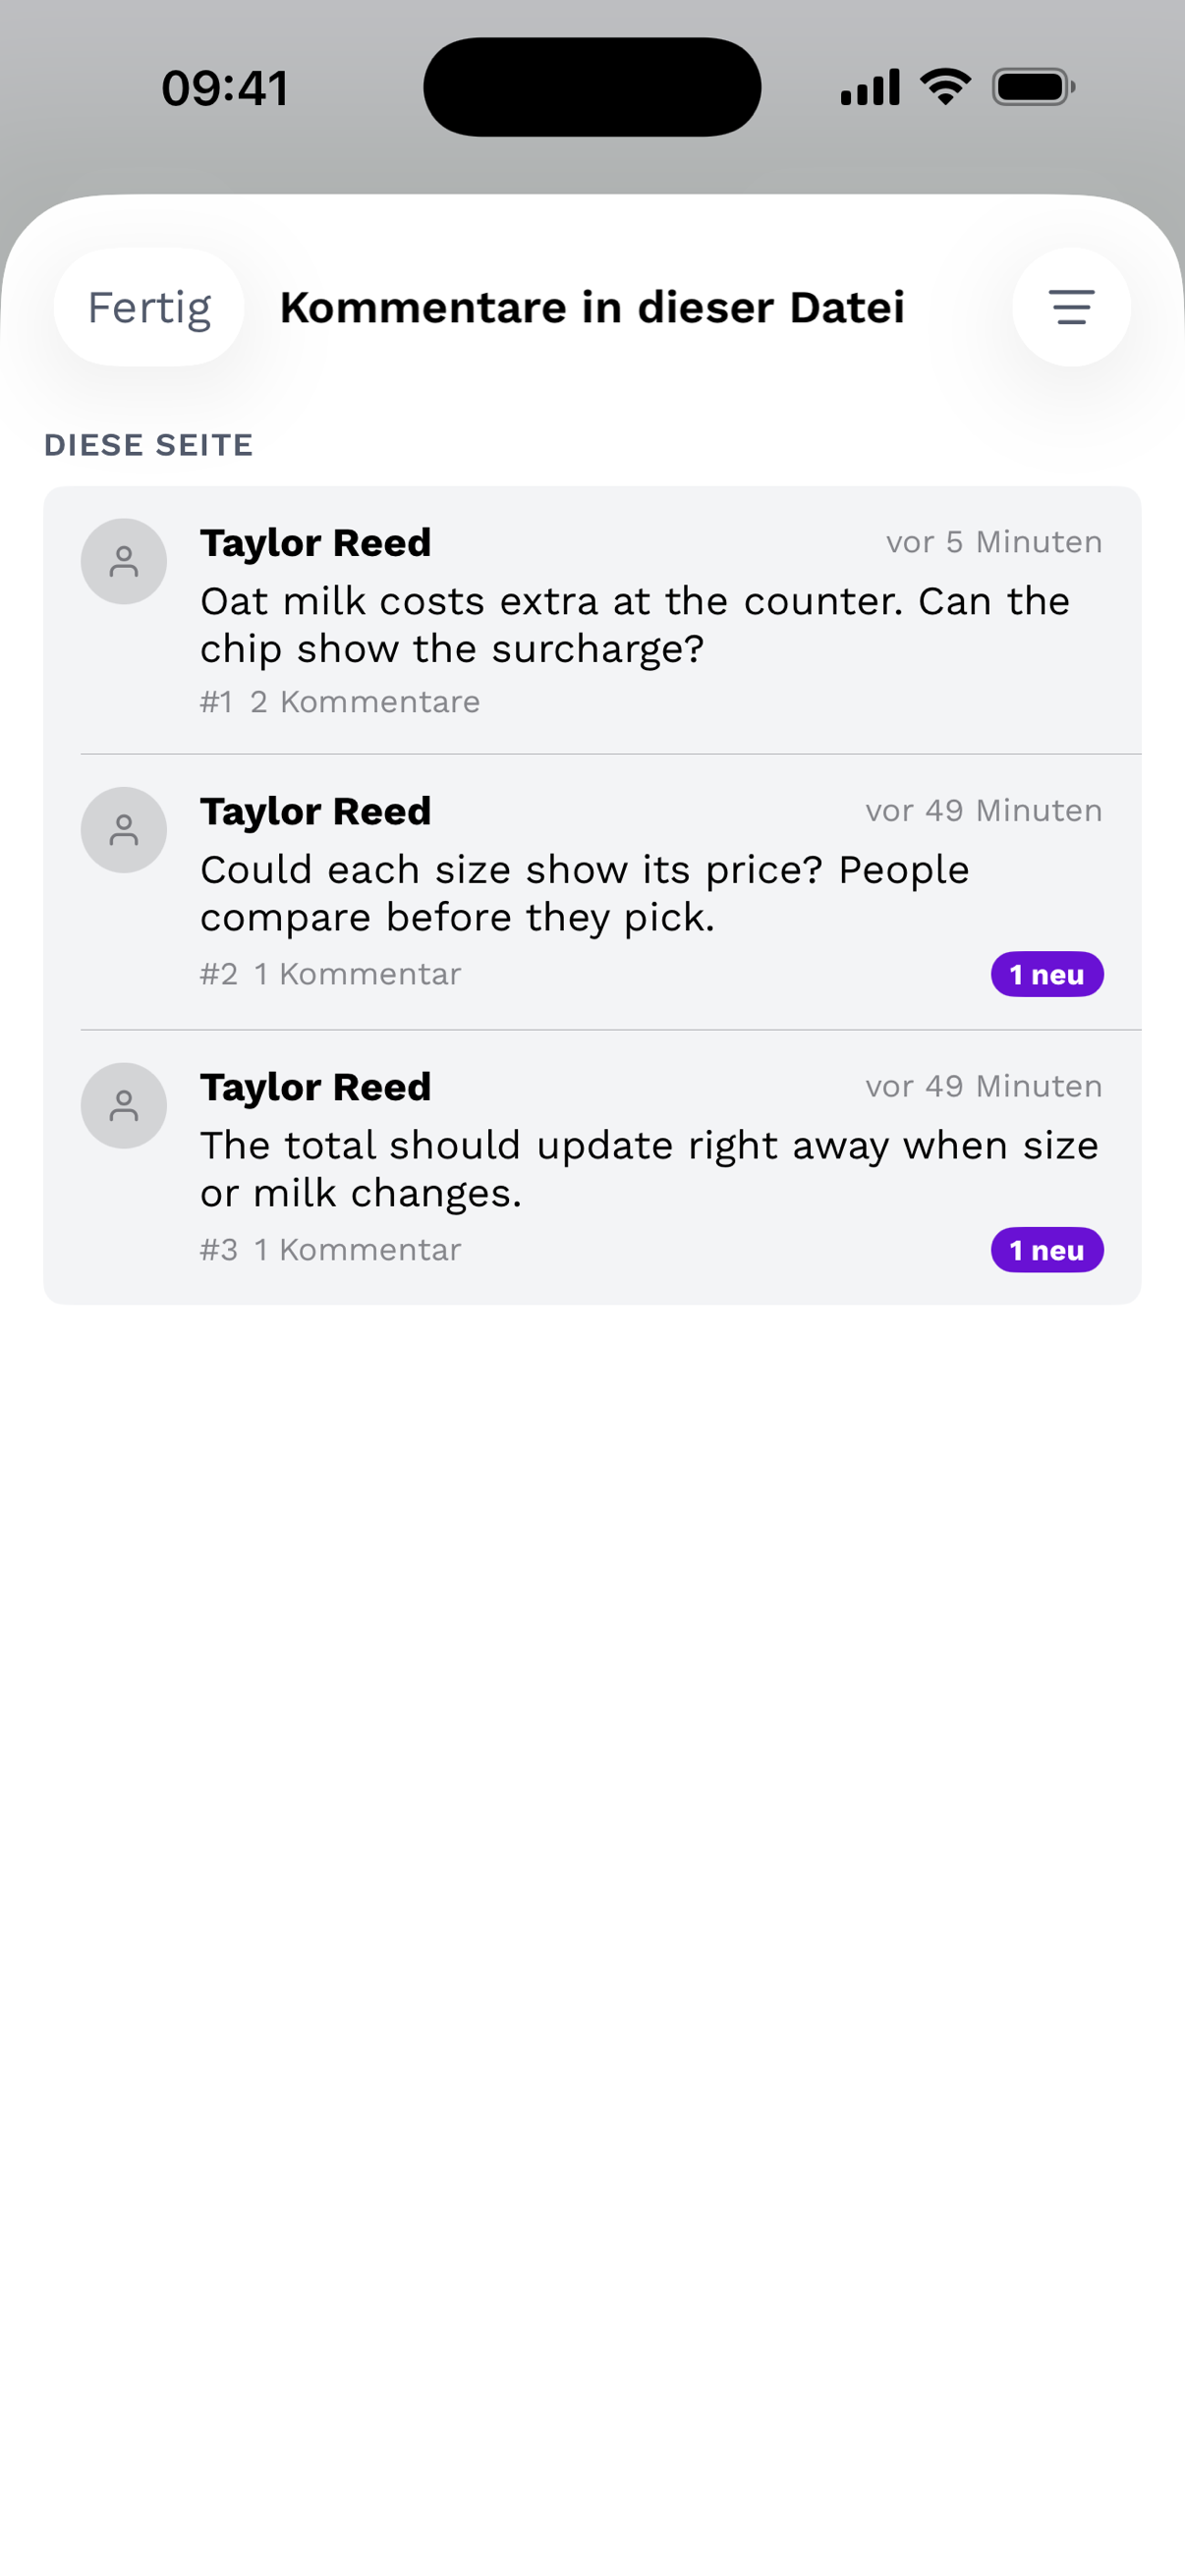 09:41
Fertig
Kommentare in dieser Datei
DIESE SEITE
Taylor Reed
vor 5 Minuten
Oat milk costs extra at the counter. Can the
chip show the surcharge?
#1 2 Kommentare
Taylor Reed
vor 49 Minuten
Could each size show its price? People
compare before they pick.
#2 1 Kommentar
1 neu
Taylor Reed
vor 49 Minuten
The total should update right away when size
or milk changes.
#3 1 Kommentar
1 neu